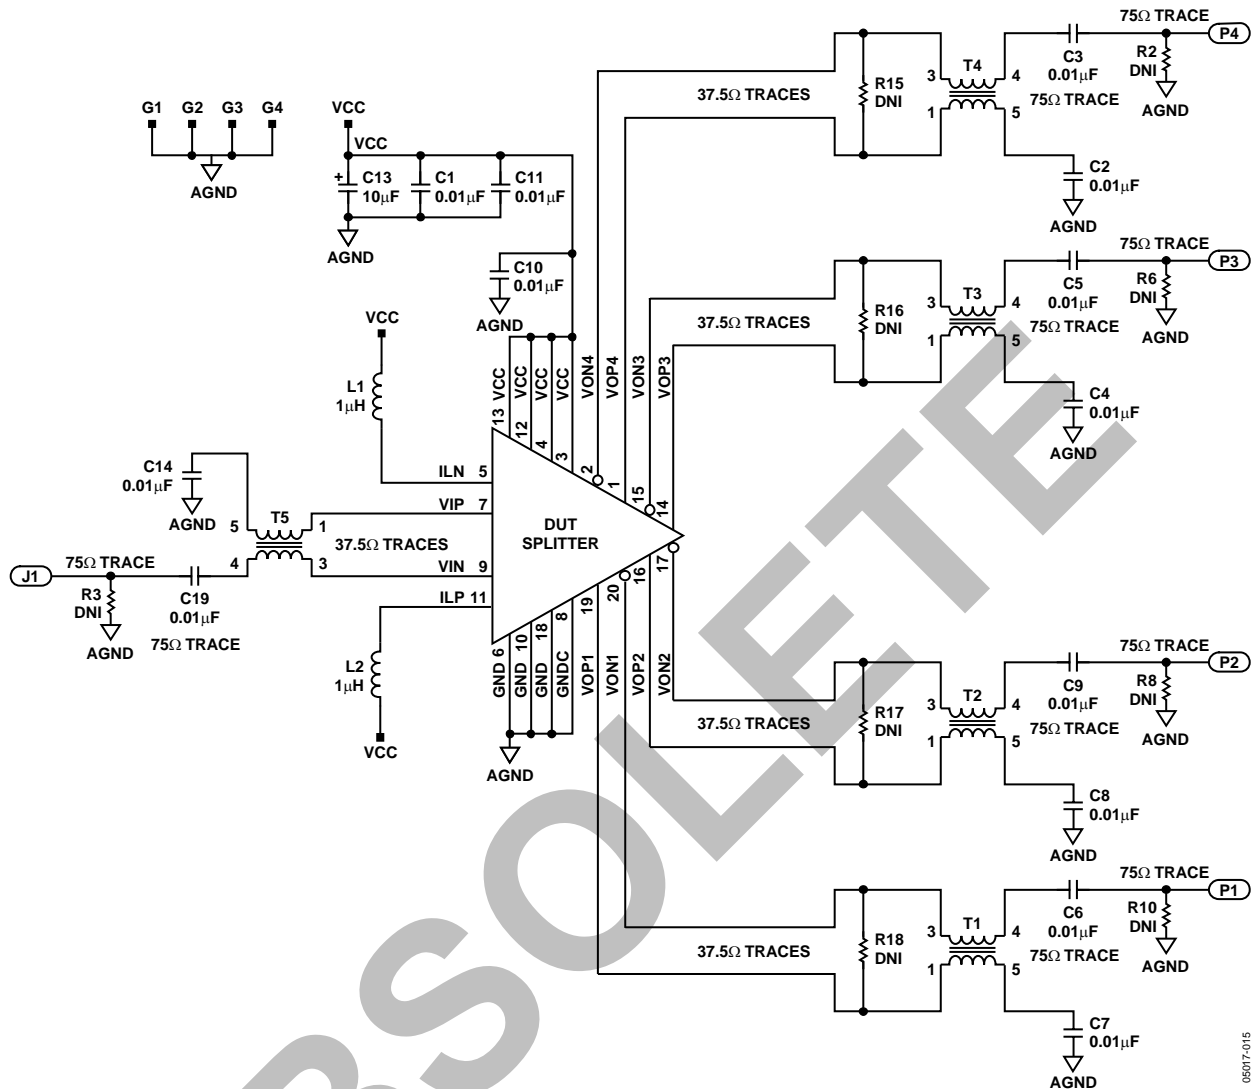 75Ω TRACE
P4
C3
0.01µF
R2
DNI
AGND
T4
3
4
1
5
75Ω TRACE
R15
DNI
37.5Ω TRACES
C2
0.01µF
AGND
G1
G2
G3
G4
AGND
VCC
VCC
+
C13
10µF
C1
0.01µF
C11
0.01µF
AGND
C10
0.01µF
AGND
75Ω TRACE
P3
C5
0.01µF
R6
DNI
AGND
T3
3
4
1
5
75Ω TRACE
R16
DNI
37.5Ω TRACES
C4
0.01µF
AGND
VCC
L1
1µH
13 VCC
12 VCC
4 VCC
3 VCC
2 VON4
1 VOP4
15 VON3
14 VOP3
C14
0.01µF
AGND
ILN 5
VIP 7
DUT
SPLITTER
T5
5
1
4
3
37.5Ω TRACES
75Ω TRACE
J1
R3
DNI
AGND
C19
0.01µF
75Ω TRACE
VIN 9
ILP 11
L2
1µH
VCC
GND 6
GND 10
GND 18
GNDC 8
VOP1 19
VON1 20
VOP2 16
VON2 17
AGND
75Ω TRACE
P2
C9
0.01µF
R8
DNI
AGND
T2
3
4
1
5
75Ω TRACE
R17
DNI
37.5Ω TRACES
C8
0.01µF
AGND
75Ω TRACE
P1
C6
0.01µF
R10
DNI
AGND
T1
3
4
1
5
75Ω TRACE
R18
DNI
37.5Ω TRACES
C7
0.01µF
AGND
05017-015
BSOLETE